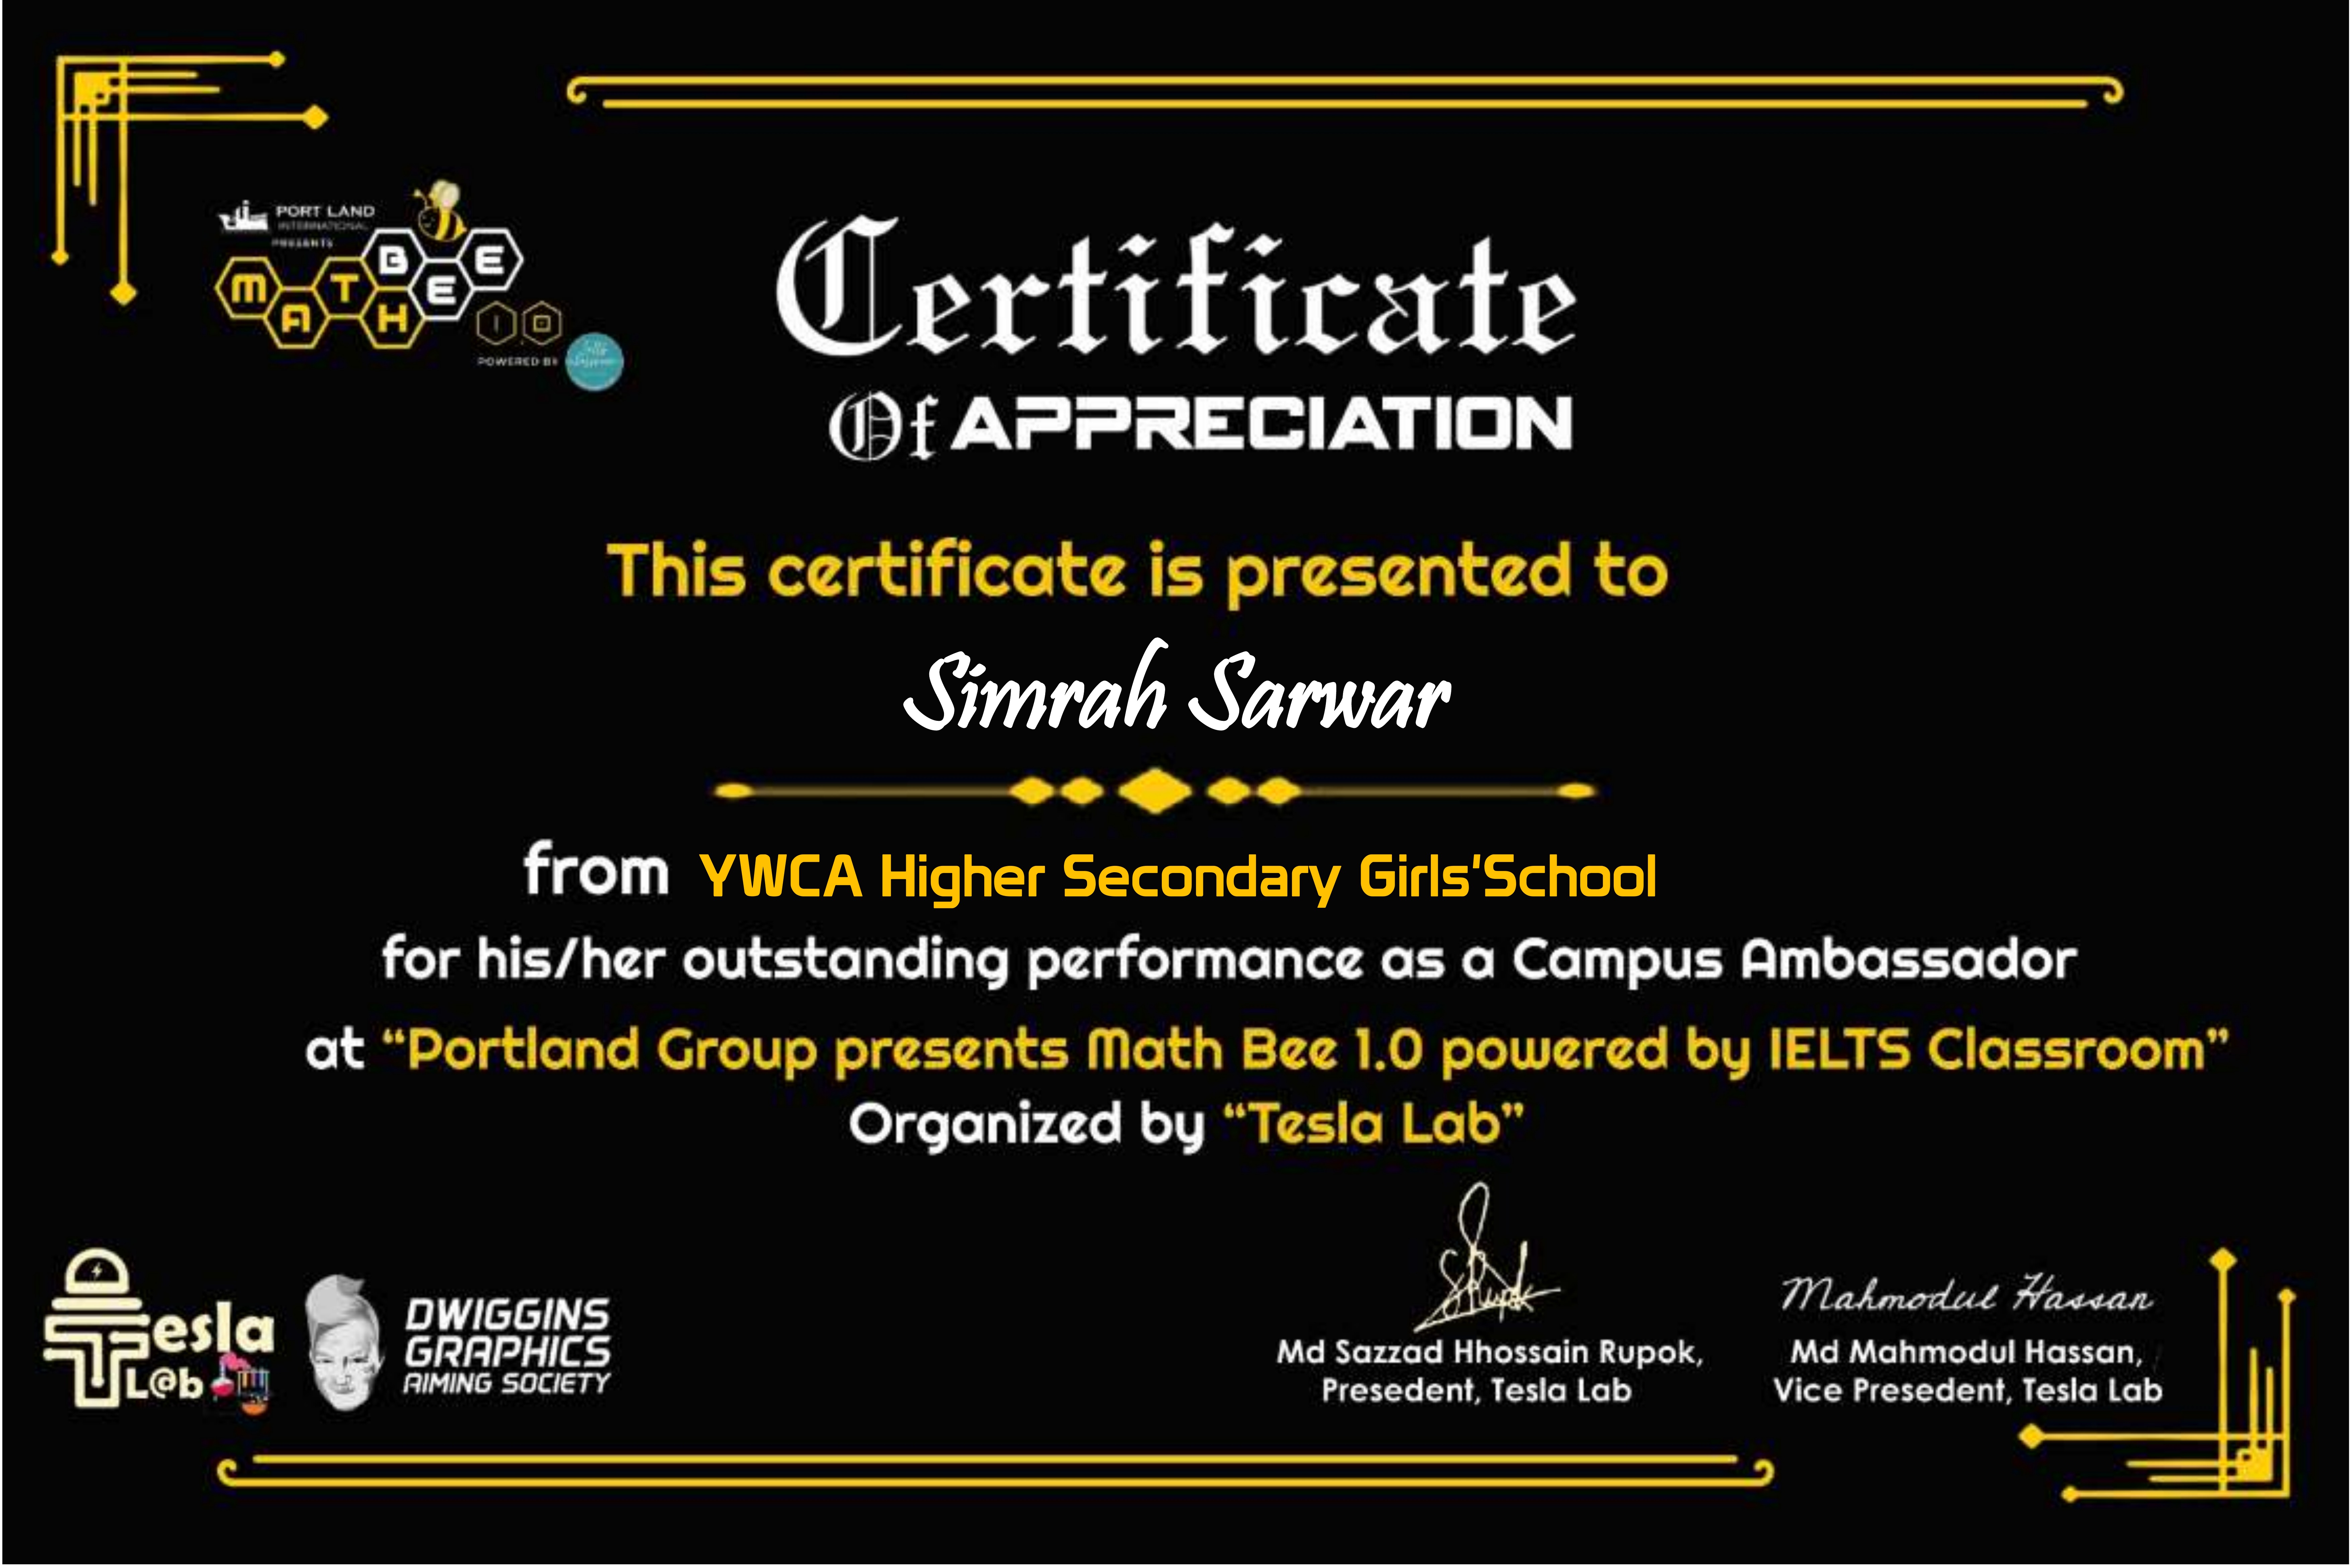 PORT LAND
INTERNATIONAL
PRESENTS
MATH BEE
1.0
POWERED BY
Certificate
Of APPRECIATION
This certificate is presented to
Simrah Sarwar
from YWCA Higher Secondary Girls'School
for his/her outstanding performance as a Campus Ambassador
at “Portland Group presents Math Bee 1.0 powered by IELTS Classroom”
Organized by “Tesla Lab”
Tesla
L@b
DWIGGINS
GRAPHICS
AIMING SOCIETY
Mahmodul Hassan
Md Sazzad Hhossain Rupok,
Presedent, Tesla Lab
Md Mahmodul Hassan,
Vice Presedent, Tesla Lab